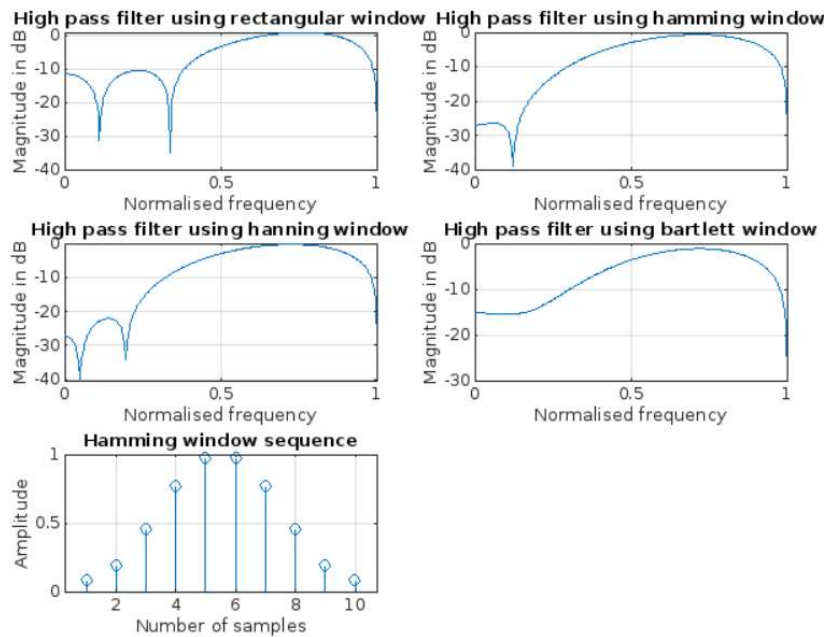 High pass filter using rectangular window
Magnitude in dB
0
-10
-20
-30
-40
0
0.5
1
Normalised frequency
High pass filter using hamming window
Magnitude in dB
0
-10
-20
-30
-40
0
0.5
1
Normalised frequency
High pass filter using hanning window
Magnitude in dB
0
-10
-20
-30
-40
0
0.5
1
Normalised frequency
High pass filter using bartlett window
Magnitude in dB
0
-10
-20
-30
0
0.5
1
Normalised frequency
Hamming window sequence
Amplitude
1
0.5
0
2
4
6
8
10
Number of samples